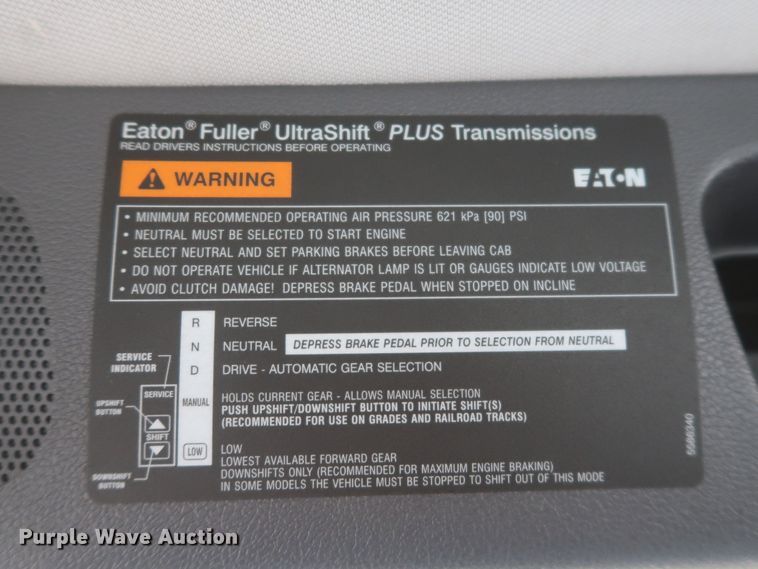 Eaton® Fuller® UltraShift® PLUS Transmissions
READ DRIVERS INSTRUCTIONS BEFORE OPERATING
WARNING
EATON
• MINIMUM RECOMMENDED OPERATING AIR PRESSURE 621 kPa [90] PSI
• NEUTRAL MUST BE SELECTED TO START ENGINE
• SELECT NEUTRAL AND SET PARKING BRAKES BEFORE LEAVING CAB
• DO NOT OPERATE VEHICLE IF ALTERNATOR LAMP IS LIT OR GAUGES INDICATE LOW VOLTAGE
• AVOID CLUTCH DAMAGE! DEPRESS BRAKE PEDAL WHEN STOPPED ON INCLINE
R REVERSE
N NEUTRAL DEPRESS BRAKE PEDAL PRIOR TO SELECTION FROM NEUTRAL
D DRIVE - AUTOMATIC GEAR SELECTION
SERVICE
INDICATOR
SERVICE
UPSHIFT
BUTTON
SHIFT
DOWNSHIFT
BUTTON
MANUAL
HOLDS CURRENT GEAR - ALLOWS MANUAL SELECTION
PUSH UPSHIFT/DOWNSHIFT BUTTON TO INITIATE SHIFT(S)
(RECOMMENDED FOR USE ON GRADES AND RAILROAD TRACKS)
LOW
LOW
LOWEST AVAILABLE FORWARD GEAR
DOWNSHIFTS ONLY (RECOMMENDED FOR MAXIMUM ENGINE BRAKING)
IN SOME MODELS THE VEHICLE MUST BE STOPPED TO SHIFT OUT OF THIS MODE
5586340
Purple Wave Auction